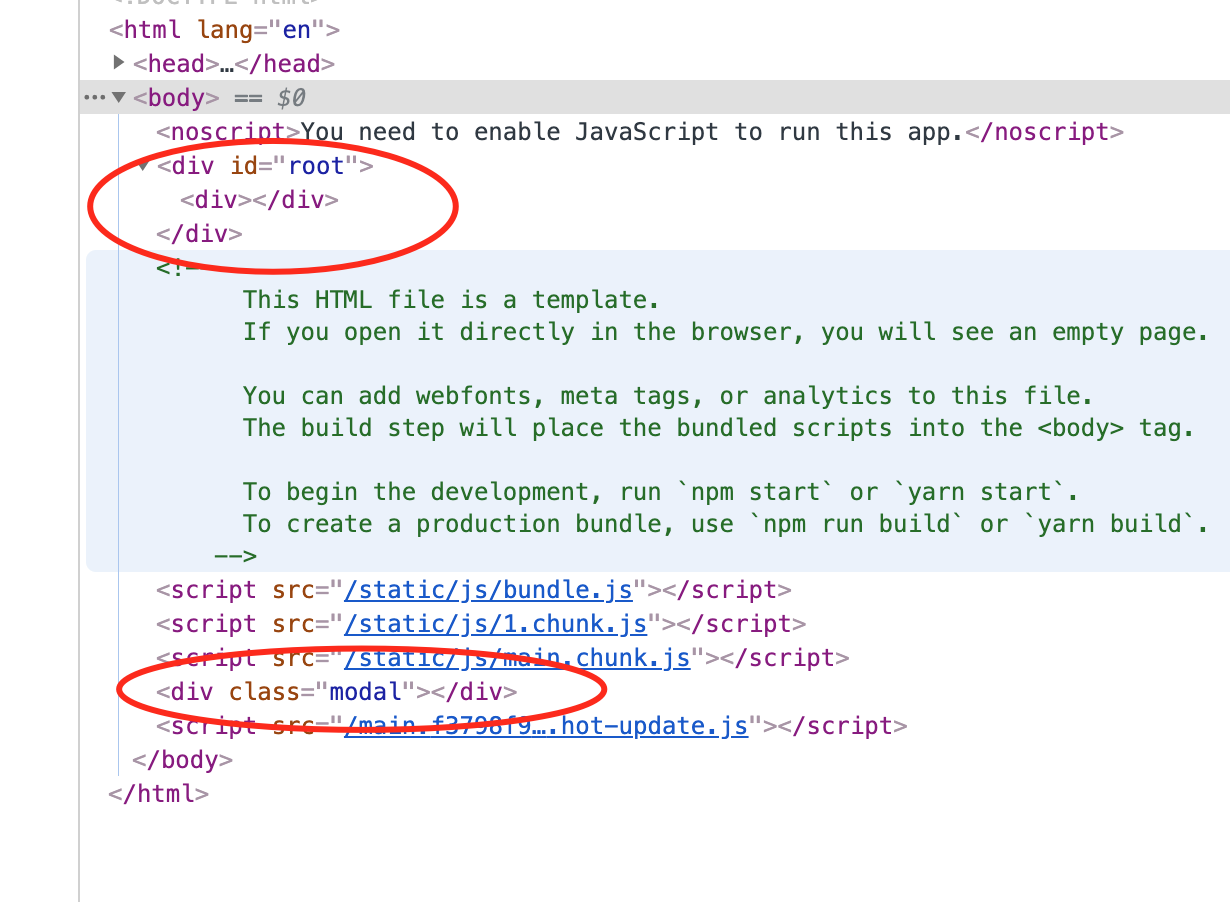 <!DOCTYPE html>
<html lang="en">
<head>…</head>
<body> == $0
<noscript>You need to enable JavaScript to run this app.</noscript>
<div id="root">
<div></div>
</div>
<!--
This HTML file is a template.
If you open it directly in the browser, you will see an empty page.
You can add webfonts, meta tags, or analytics to this file.
The build step will place the bundled scripts into the <body> tag.
To begin the development, run `npm start` or `yarn start`.
To create a production bundle, use `npm run build` or `yarn build`.
-->
<script src="/static/js/bundle.js"></script>
<script src="/static/js/1.chunk.js"></script>
<script src="/static/js/main.chunk.js"></script>
<div class="modal"></div>
<script src="/main.f3798f9….hot-update.js"></script>
</body>
</html>